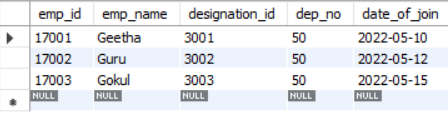 emp_id emp_name designation_id dep_no date_of_join
17001 Geetha 3001 50 2022-05-10
17002 Guru 3002 50 2022-05-12
17003 Gokul 3003 50 2022-05-15
NULL NULL NULL NULL NULL